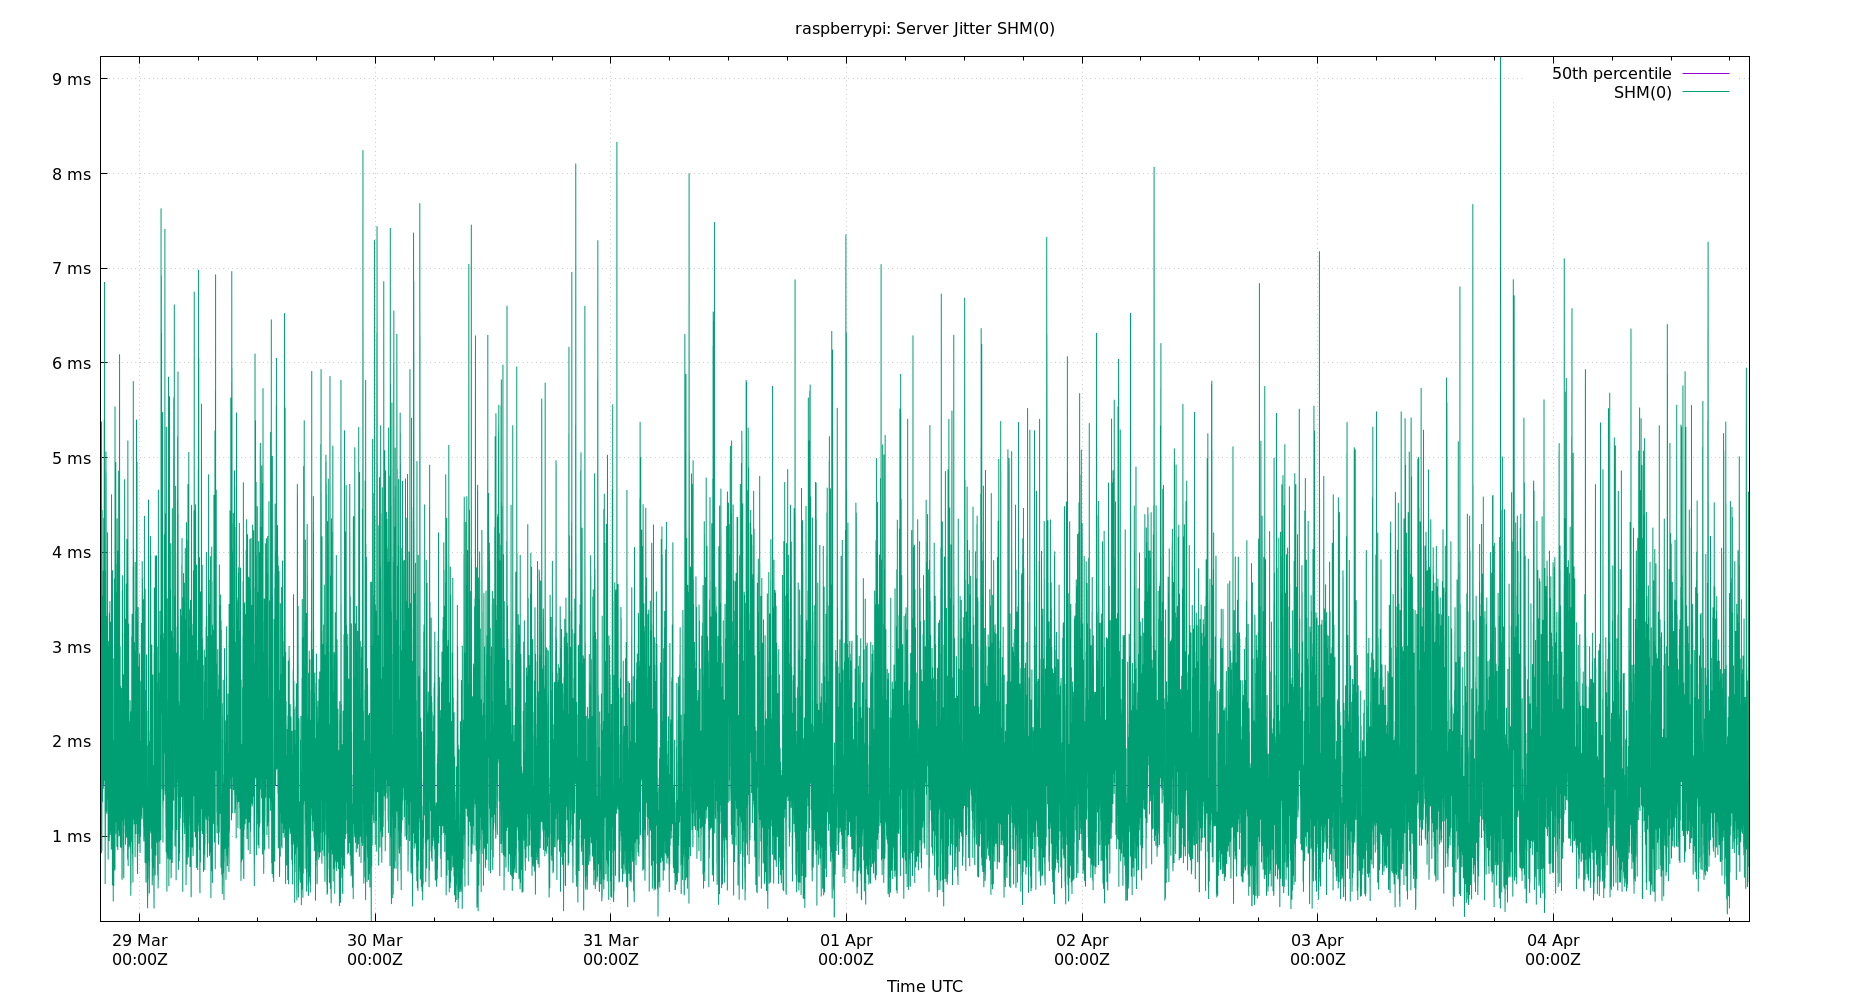 raspberrypi: Server Jitter SHM(0)
50th percentile
SHM(0)
9 ms
8 ms
7 ms
6 ms
5 ms
4 ms
3 ms
2 ms
1 ms
29 Mar 30 Mar 31 Mar 01 Apr 02 Apr 03 Apr 04 Apr
00:00Z 00:00Z 00:00Z 00:00Z 00:00Z 00:00Z 00:00Z
Time UTC